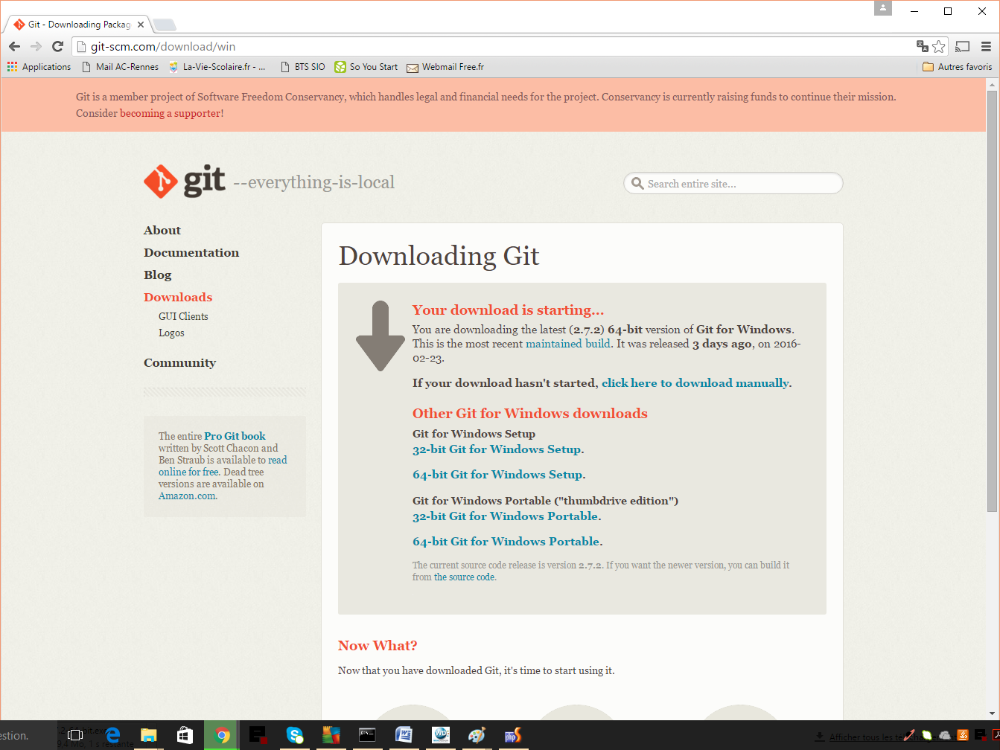 Git - Downloading Packag
git-scm.com/download/win
Applications
Mail AC-Rennes
La-Vie-Scolaire.fr - ...
BTS SIO
So You Start
Webmail Free.fr
Autres favoris
Git is a member project of Software Freedom Conservancy, which handles legal and financial needs for the project. Conservancy is currently raising funds to continue their mission.
Consider becoming a supporter!
git --everything-is-local
Search entire site...
About
Documentation
Blog
Downloads
GUI Clients
Logos
Community
The entire Pro Git book
written by Scott Chacon and
Ben Straub is available to read
online for free. Dead tree
versions are available on
Amazon.com.
Downloading Git
Your download is starting...
You are downloading the latest (2.7.2) 64-bit version of Git for Windows.
This is the most recent maintained build. It was released 3 days ago, on 2016-
02-23.
If your download hasn't started, click here to download manually.
Other Git for Windows downloads
Git for Windows Setup
32-bit Git for Windows Setup.
64-bit Git for Windows Setup.
Git for Windows Portable ("thumbdrive edition")
32-bit Git for Windows Portable.
64-bit Git for Windows Portable.
The current source code release is version 2.7.2. If you want the newer version, you can build it
from the source code.
Now What?
Now that you have downloaded Git, it's time to start using it.
estion.
Afficher tous les